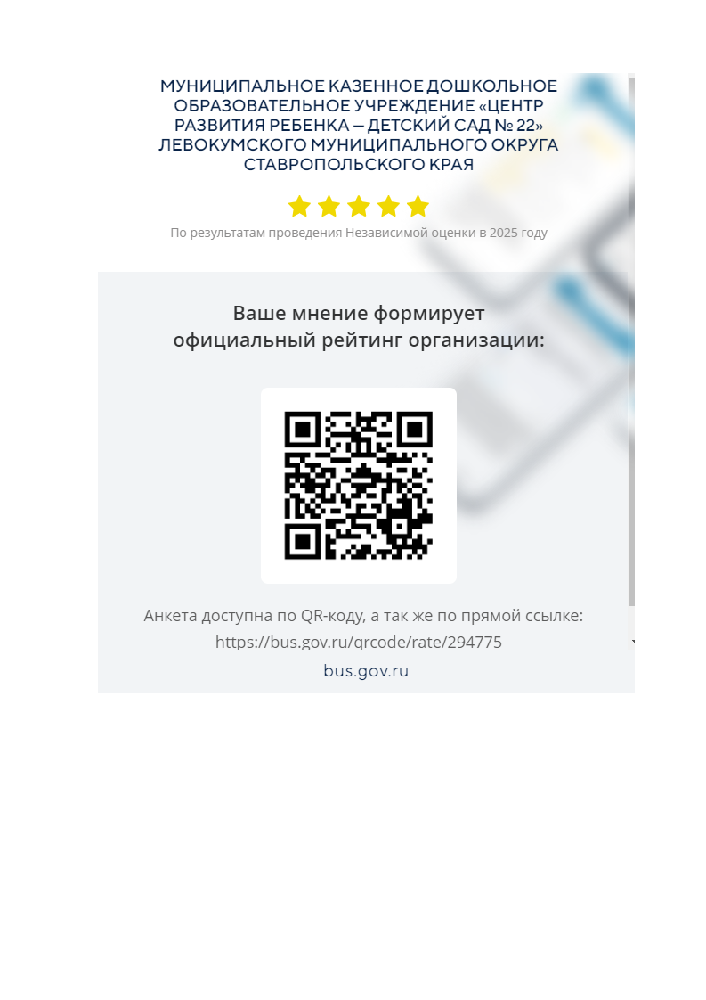 МУНИЦИПАЛЬНОЕ КАЗЕННОЕ ДОШКОЛЬНОЕ
ОБРАЗОВАТЕЛЬНОЕ УЧРЕЖДЕНИЕ «ЦЕНТР
РАЗВИТИЯ РЕБЕНКА — ДЕТСКИЙ САД № 22»
ЛЕВОКУМСКОГО МУНИЦИПАЛЬНОГО ОКРУГА
СТАВРОПОЛЬСКОГО КРАЯ
По результатам проведения Независимой оценки в 2025 году
Ваше мнение формирует
официальный рейтинг организации:
Анкета доступна по QR-коду, а так же по прямой ссылке:
https://bus.gov.ru/qrcode/rate/294775
bus.gov.ru